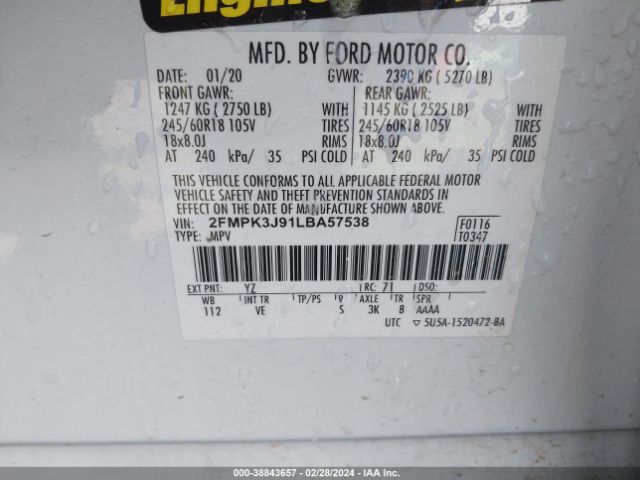 Engine
MFD. BY FORD MOTOR CO.
DATE: 01/20 GVWR: 2390 KG ( 5270 LB)
FRONT GAWR: REAR GAWR:
1247 KG ( 2750 LB) WITH 1145 KG ( 2525 LB) WITH
245/60R18 105V TIRES 245/60R18 105V TIRES
18x8.0J RIMS 18x8.0J RIMS
AT 240 kPa/ 35 PSI COLD AT 240 kPa/ 35 PSI COLD
THIS VEHICLE CONFORMS TO ALL APPLICABLE FEDERAL MOTOR
VEHICLE SAFETY AND THEFT PREVENTION STANDARDS IN
EFFECT ON THE DATE OF MANUFACTURE SHOWN ABOVE.
VIN: 2FMPK3J91LBA57538 F0116
TYPE: MPV T0347
EXT PNT: YZ RC: 71 DSO:
WB INT TR TP/PS R AXLE TR SPR
112 VE S 3K 8 AAAA
UTC ▽ 5U5A-1520472-BA
000-38843657 | 02/28/2024 - IAA Inc.